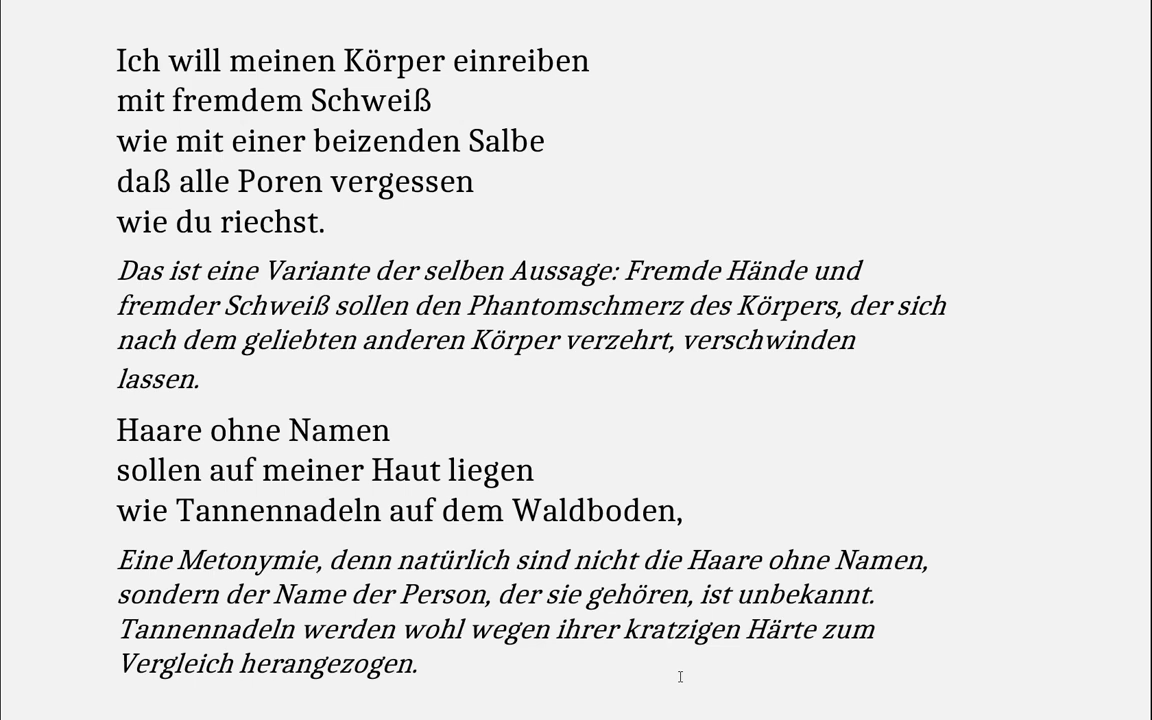 Ich will meinen Körper einreiben
mit fremdem Schweiß
wie mit einer beizenden Salbe
daß alle Poren vergessen
wie du riechst.
Das ist eine Variante der selben Aussage: Fremde Hände und
fremder Schweiß sollen den Phantomschmerz des Körpers, der sich
nach dem geliebten anderen Körper verzehrt, verschwinden
lassen.
Haare ohne Namen
sollen auf meiner Haut liegen
wie Tannennadeln auf dem Waldboden,
Eine Metonymie, denn natürlich sind nicht die Haare ohne Namen,
sondern der Name der Person, der sie gehören, ist unbekannt.
Tannennadeln werden wohl wegen ihrer kratzigen Härte zum
Vergleich herangezogen.